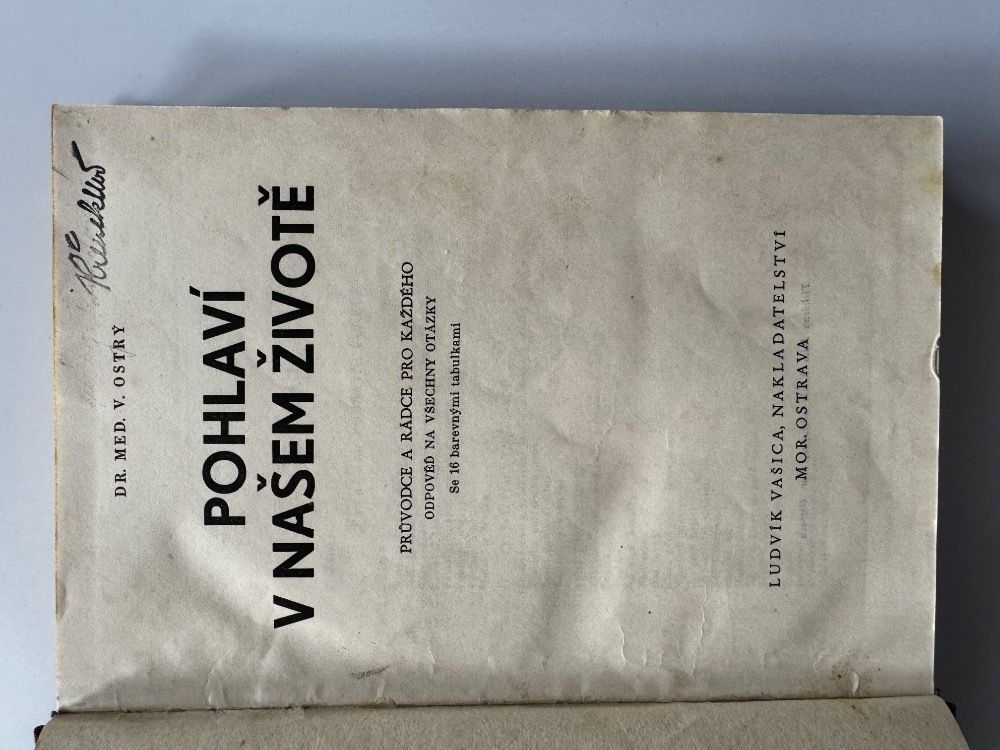 DR. MED. V. OSTRÝ
POHLAVÍ
V NAŠEM ŽIVOTĚ
PRŮVODCE A RÁDCE PRO KAŽDÉHO
ODPOVĚĎ NA VŠECHNY OTÁZKY
Se 16 barevnými tabulkami
LUDVÍK VAŠICA, NAKLADATELSTVÍ
MOR. OSTRAVA